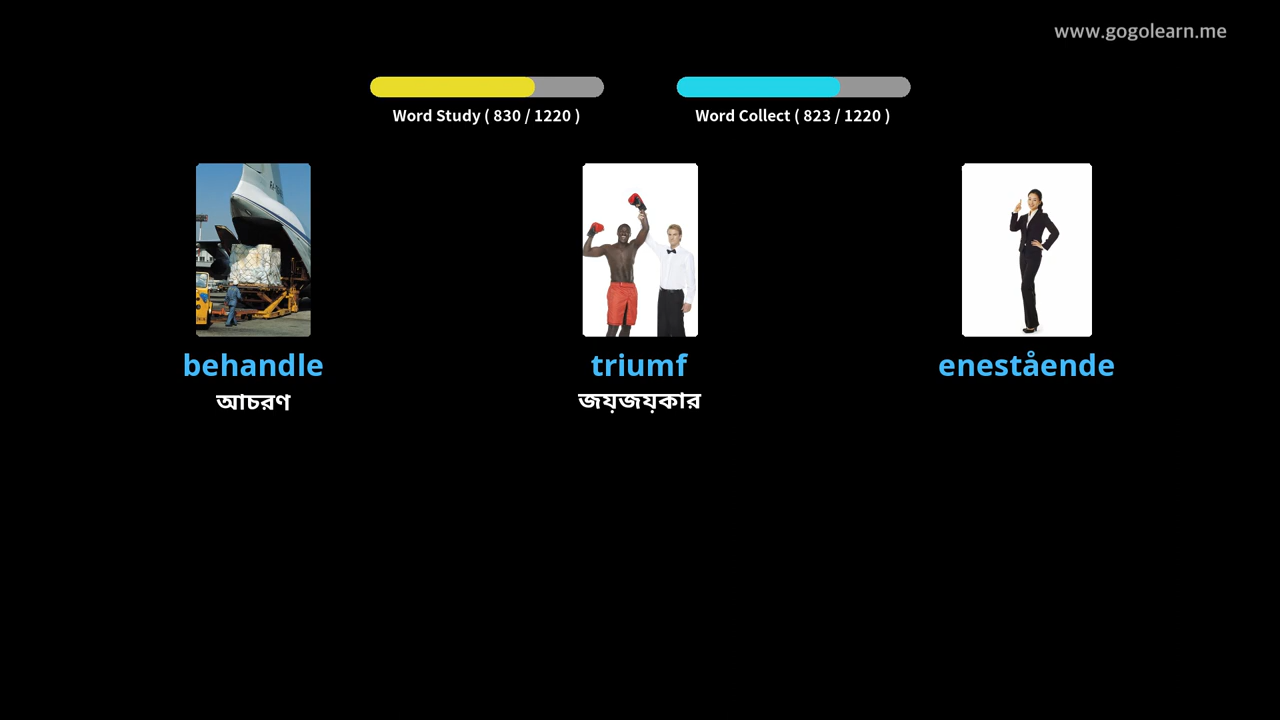 www.gogolearn.me
Word Study ( 830 / 1220 )
Word Collect ( 823 / 1220 )
behandle
triumf
enestående
আচরণ
জয়জয়কার